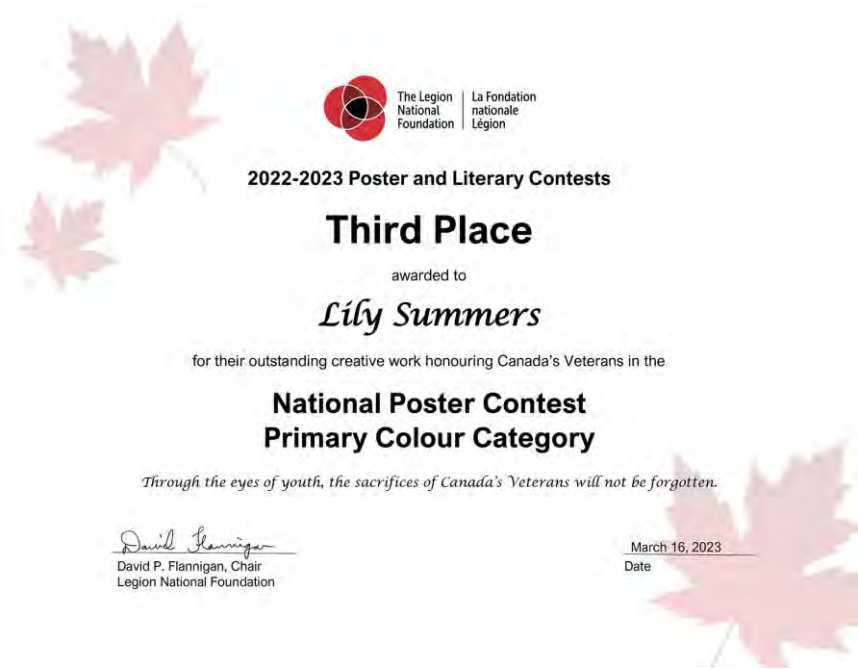 The Legion
National
Foundation
La Fondation
nationale
Légion
2022-2023 Poster and Literary Contests
Third Place
awarded to
Lily Summers
for their outstanding creative work honouring Canada's Veterans in the
National Poster Contest
Primary Colour Category
Through the eyes of youth, the sacrifices of Canada's Veterans will not be forgotten.
David Flannigan
David P. Flannigan, Chair
Legion National Foundation
March 16, 2023
Date